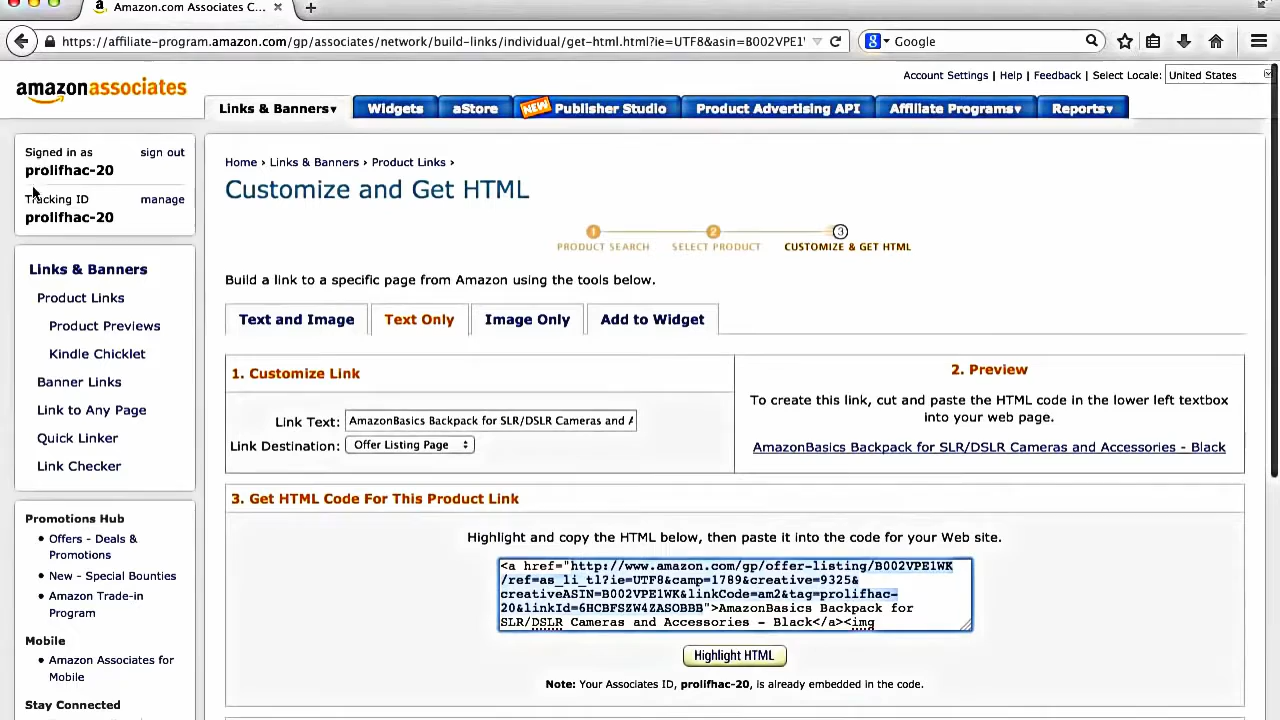 Amazon.com Associates C...
https://affiliate-program.amazon.com/gp/associates/network/build-links/individual/get-html.html?ie=UTF8&asin=B002VPE1'
Google
amazonassociates
Account Settings | Help | Feedback | Select Locale: United States
Links & Banners▾
Widgets
aStore
NEW Publisher Studio
Product Advertising API
Affiliate Programs▾
Reports▾
Signed in as sign out
prolifhac-20
Tracking ID manage
prolifhac-20
Links & Banners
Product Links
Product Previews
Kindle Chicklet
Banner Links
Link to Any Page
Quick Linker
Link Checker
Promotions Hub
• Offers - Deals &
Promotions
• New - Special Bounties
• Amazon Trade-in
Program
Mobile
• Amazon Associates for
Mobile
Stay Connected
Home › Links & Banners › Product Links ›
Customize and Get HTML
1 2 3
PRODUCT SEARCH SELECT PRODUCT CUSTOMIZE & GET HTML
Build a link to a specific page from Amazon using the tools below.
Text and Image
Text Only
Image Only
Add to Widget
1. Customize Link
Link Text: AmazonBasics Backpack for SLR/DSLR Cameras and A
Link Destination: Offer Listing Page
2. Preview
To create this link, cut and paste the HTML code in the lower left textbox
into your web page.
AmazonBasics Backpack for SLR/DSLR Cameras and Accessories - Black
3. Get HTML Code For This Product Link
Highlight and copy the HTML below, then paste it into the code for your Web site.
<a href="http://www.amazon.com/gp/offer-listing/B002VPE1WK
/ref=as_li_tl?ie=UTF8&camp=1789&creative=9325&
creativeASIN=B002VPE1WK&linkCode=am2&tag=prolifhac-
20&linkId=6HCBFSZW4ZASOBBB">AmazonBasics Backpack for
SLR/DSLR Cameras and Accessories - Black</a><img
Highlight HTML
Note: Your Associates ID, prolifhac-20, is already embedded in the code.